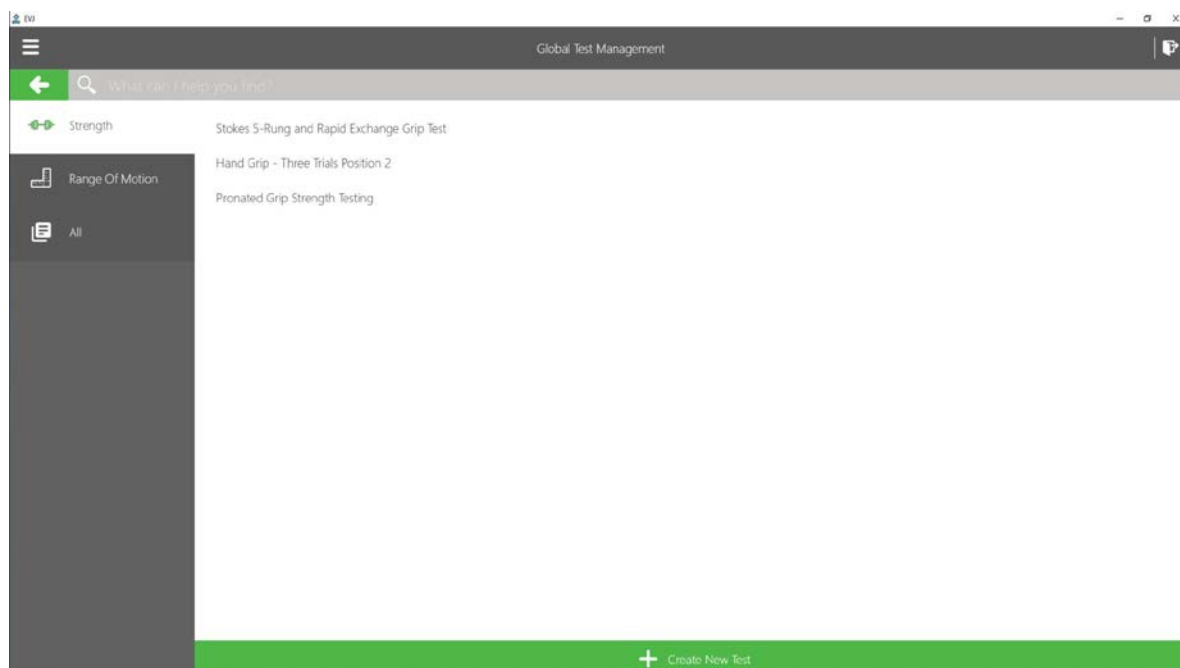 EVJ
Global Test Management
What can I help you find?
Strength
Stokes 5-Rung and Rapid Exchange Grip Test
Hand Grip - Three Trials Position 2
Range Of Motion
Pronated Grip Strength Testing
All
Create New Test